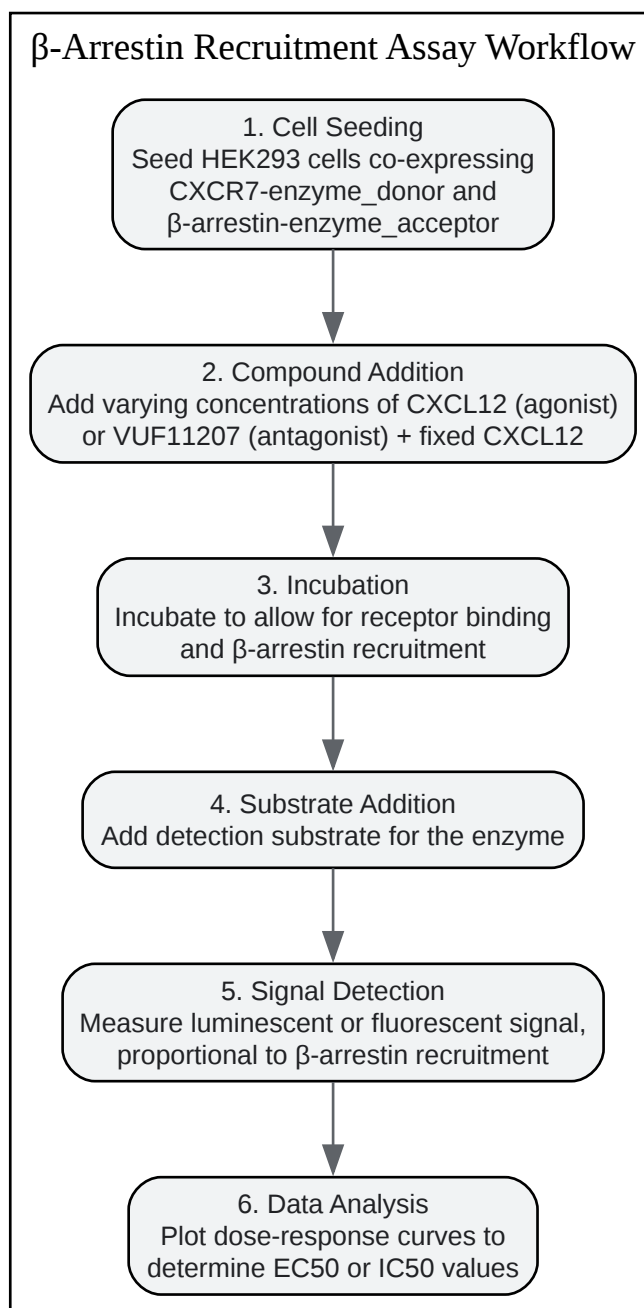 β-Arrestin Recruitment Assay Workflow
1. Cell Seeding
Seed HEK293 cells co-expressing
CXCR7-enzyme_donor and
β-arrestin-enzyme_acceptor
2. Compound Addition
Add varying concentrations of CXCL12 (agonist)
or VUF11207 (antagonist) + fixed CXCL12
3. Incubation
Incubate to allow for receptor binding
and β-arrestin recruitment
4. Substrate Addition
Add detection substrate for the enzyme
5. Signal Detection
Measure luminescent or fluorescent signal,
proportional to β-arrestin recruitment
6. Data Analysis
Plot dose-response curves to
determine EC50 or IC50 values